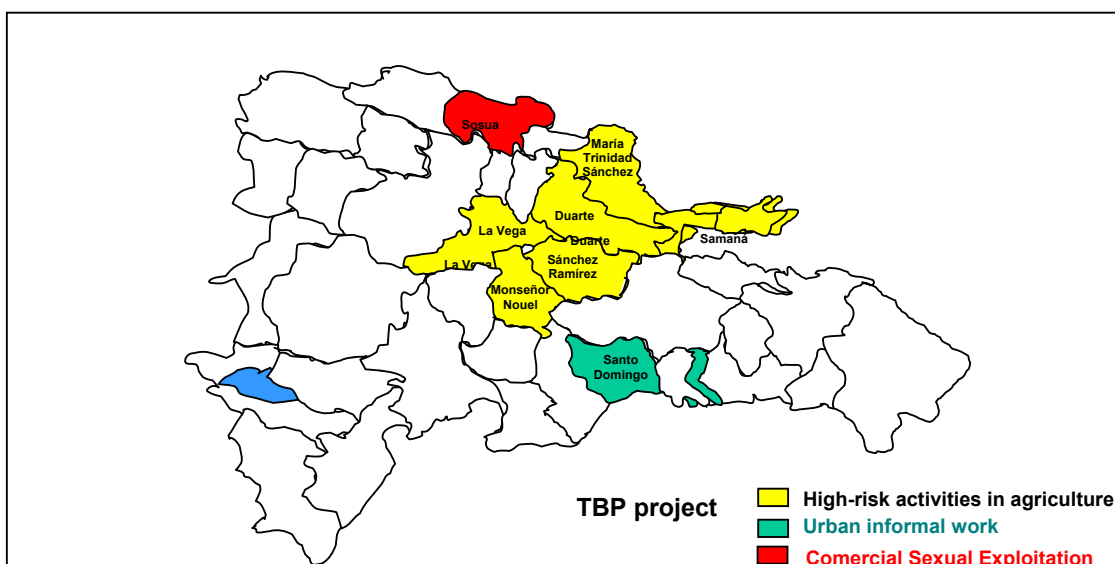 Sosua
María
Trinidad
Sánchez
Duarte
La Vega
Duarte
Samaná
La Vega
Sánchez
Ramírez
Monseñor
Nouel
Santo
Domingo
TBP project
High-risk activities in agriculture
Urban informal work
Comercial Sexual Exploitation